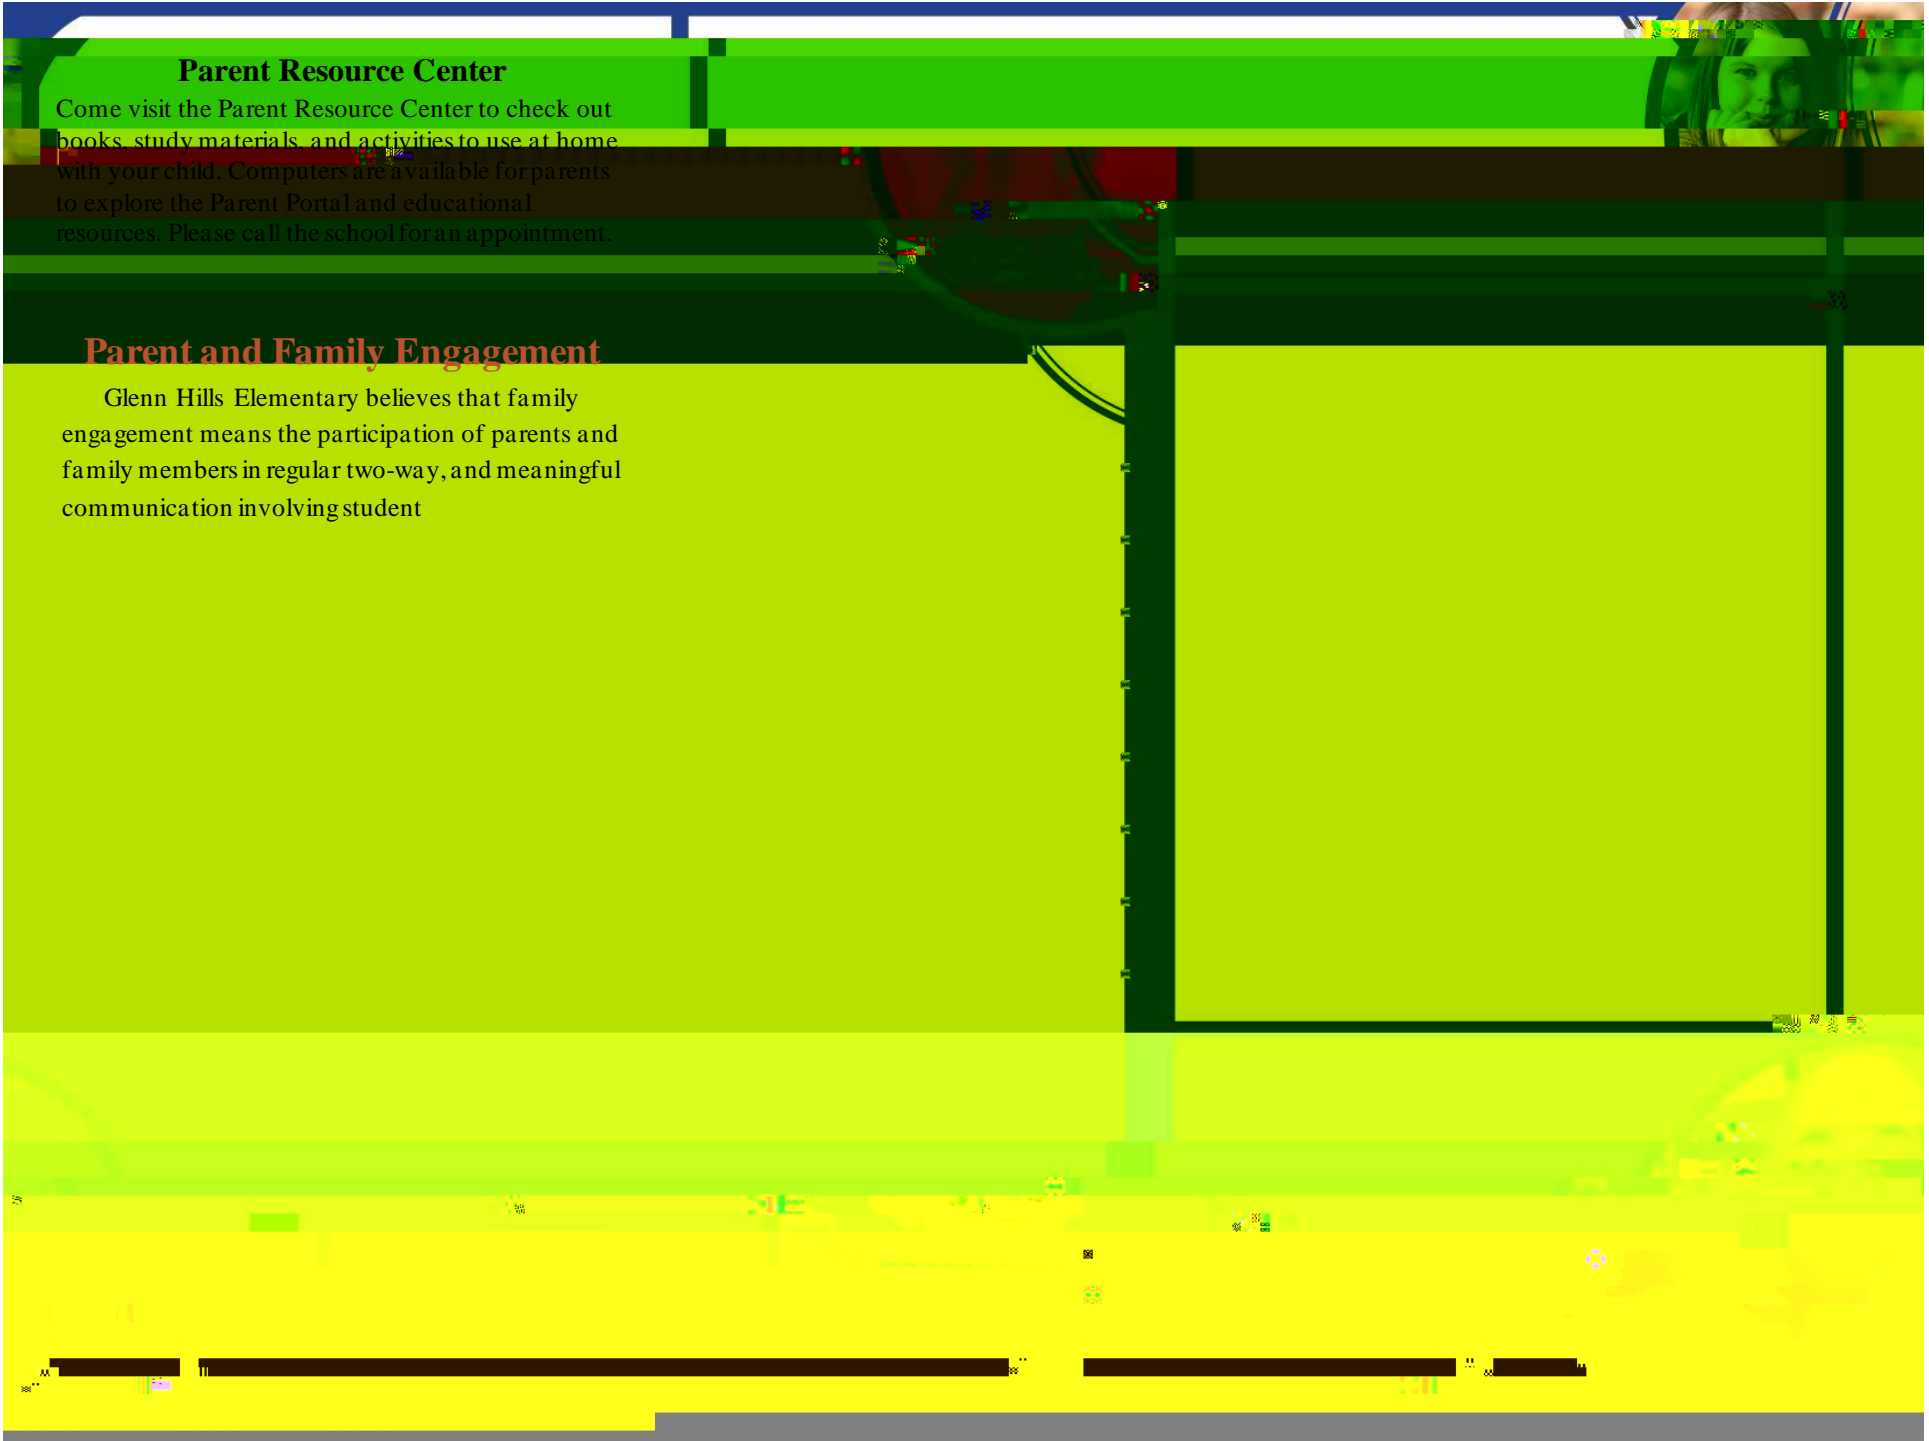 Parent Resource Center
Come visit the Parent Resource Center to check out
books, study materials, and activities to use at home
with your child. Computers are available for parents
to explore the Parent Portal and educational
resources. Please call the school for an appointment.
Parent and Family Engagement
Glenn Hills Elementary believes that family
engagement means the participation of parents and
family members in regular two-way, and meaningful
communication involving student